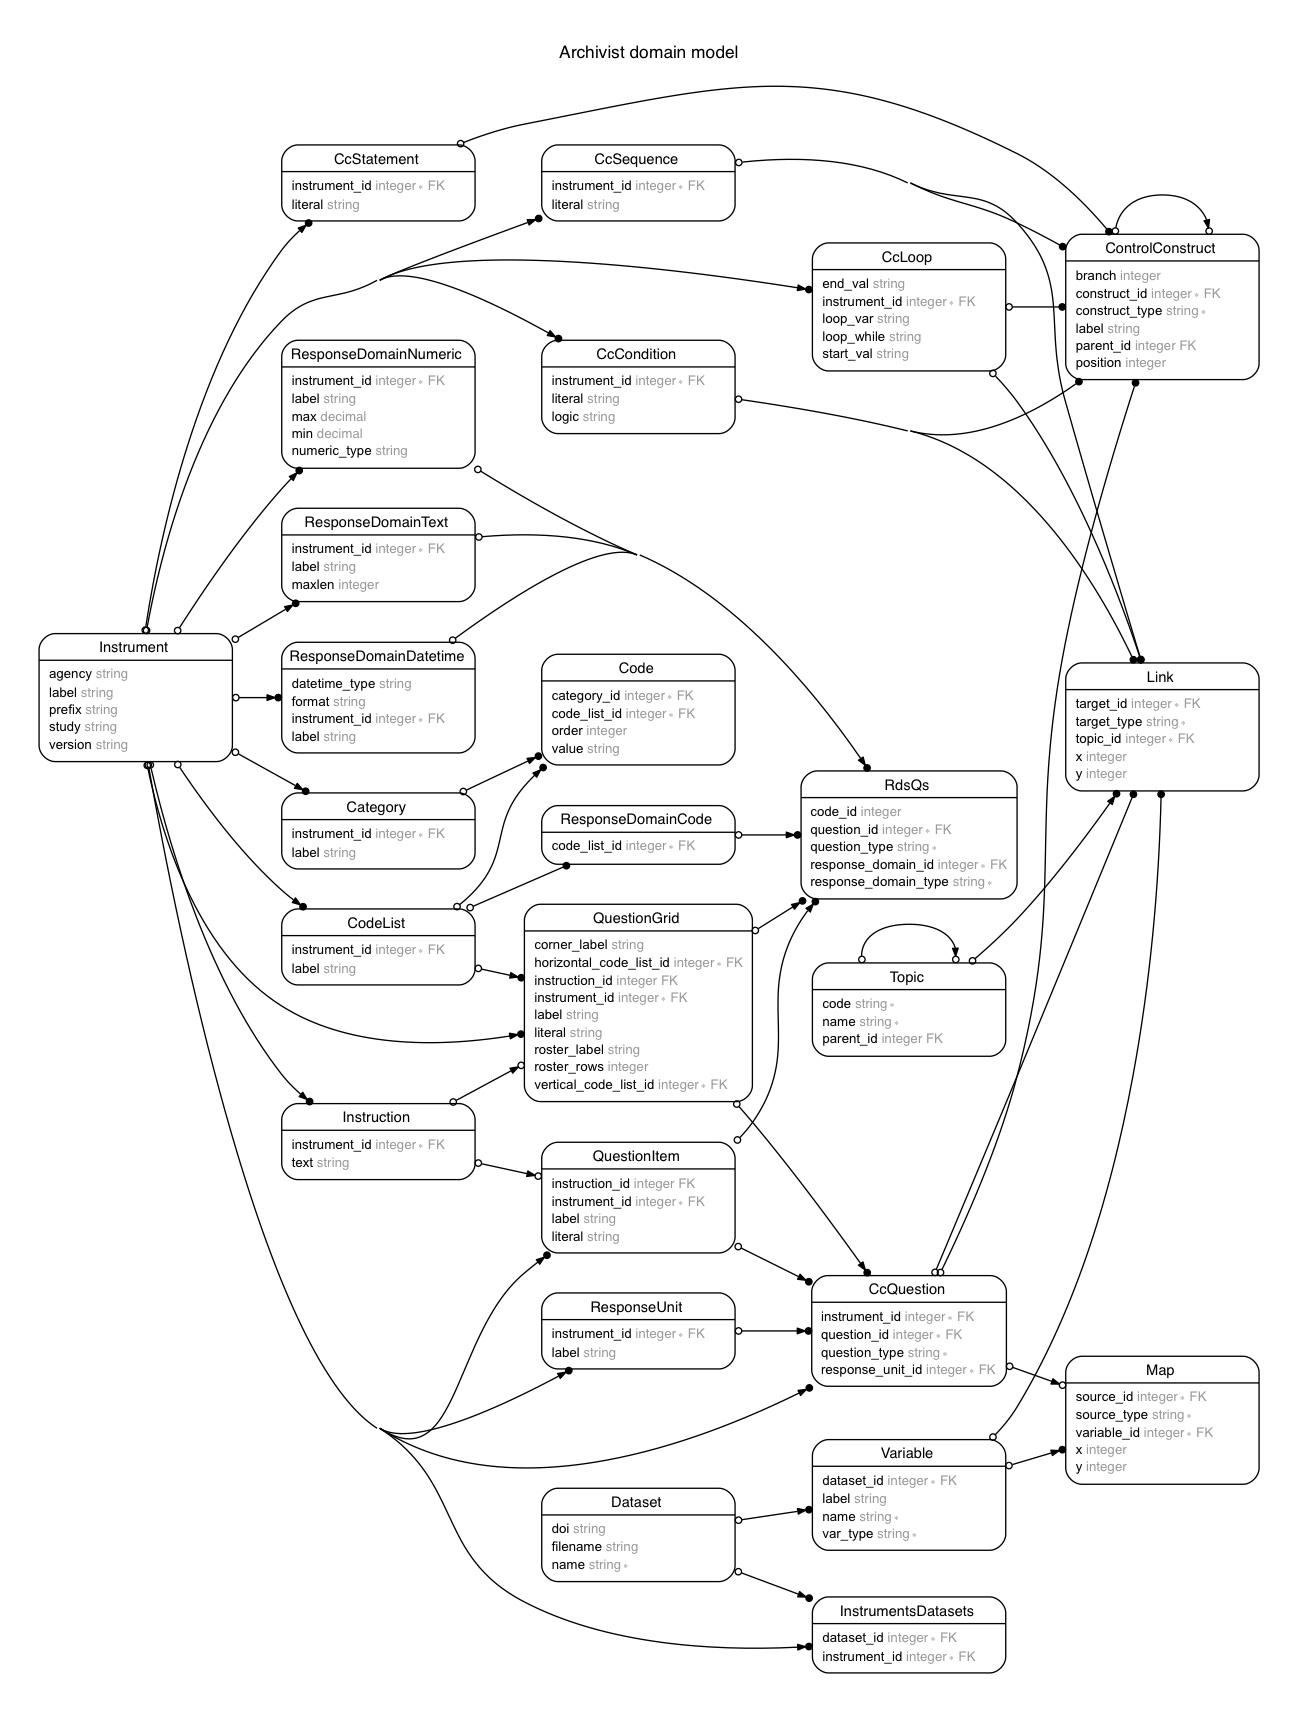 Archivist domain model
CcStatement
instrument_id integer ∗ FK
literal string
CcSequence
instrument_id integer ∗ FK
literal string
ControlConstruct
branch integer
construct_id integer ∗ FK
construct_type string ∗
label string
parent_id integer FK
position integer
CcLoop
end_val string
instrument_id integer ∗ FK
loop_var string
loop_while string
start_val string
ResponseDomainNumeric
instrument_id integer ∗ FK
label string
max decimal
min decimal
numeric_type string
CcCondition
instrument_id integer ∗ FK
literal string
logic string
ResponseDomainText
instrument_id integer ∗ FK
label string
maxlen integer
Instrument
agency string
label string
prefix string
study string
version string
ResponseDomainDatetime
datetime_type string
format string
instrument_id integer ∗ FK
label string
Code
category_id integer ∗ FK
code_list_id integer ∗ FK
order integer
value string
Link
target_id integer ∗ FK
target_type string ∗
topic_id integer ∗ FK
x integer
y integer
Category
instrument_id integer ∗ FK
label string
ResponseDomainCode
code_list_id integer ∗ FK
RdsQs
code_id integer
question_id integer ∗ FK
question_type string ∗
response_domain_id integer ∗ FK
response_domain_type string ∗
CodeList
instrument_id integer ∗ FK
label string
QuestionGrid
corner_label string
horizontal_code_list_id integer ∗ FK
instruction_id integer FK
instrument_id integer ∗ FK
label string
literal string
roster_label string
roster_rows integer
vertical_code_list_id integer ∗ FK
Topic
code string ∗
name string ∗
parent_id integer FK
Instruction
instrument_id integer ∗ FK
text string
QuestionItem
instruction_id integer FK
instrument_id integer ∗ FK
label string
literal string
CcQuestion
instrument_id integer ∗ FK
question_id integer ∗ FK
question_type string ∗
response_unit_id integer ∗ FK
ResponseUnit
instrument_id integer ∗ FK
label string
Map
source_id integer ∗ FK
source_type string ∗
variable_id integer ∗ FK
x integer
y integer
Variable
dataset_id integer ∗ FK
label string
name string ∗
var_type string ∗
Dataset
doi string
filename string
name string ∗
InstrumentsDatasets
dataset_id integer ∗ FK
instrument_id integer ∗ FK